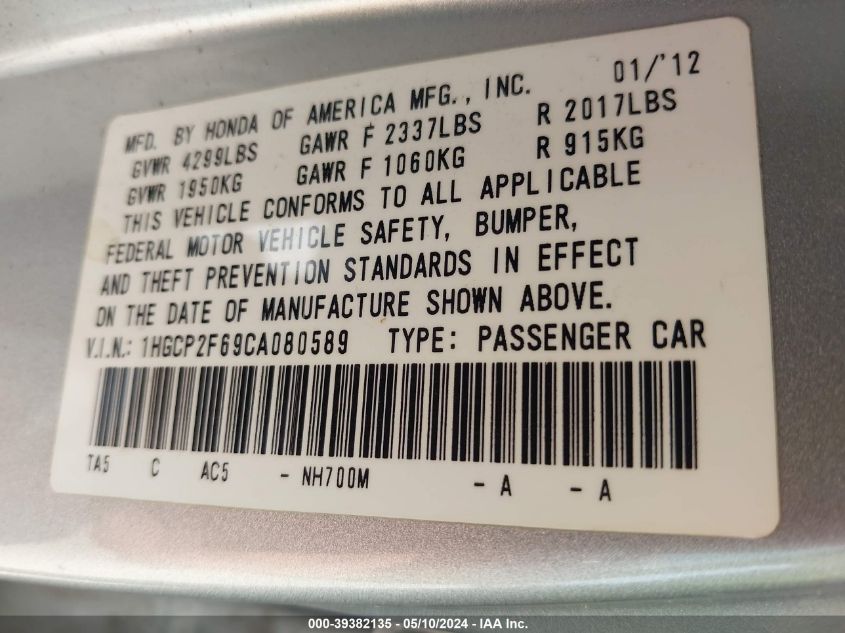 MFD. BY HONDA OF AMERICA MFG., INC. 01/'12
GVWR 4299LBS GAWR F 2337LBS R 2017LBS
GVWR 1950KG GAWR F 1060KG R 915KG
THIS VEHICLE CONFORMS TO ALL APPLICABLE
FEDERAL MOTOR VEHICLE SAFETY, BUMPER,
AND THEFT PREVENTION STANDARDS IN EFFECT
ON THE DATE OF MANUFACTURE SHOWN ABOVE.
V.I.N.: 1HGCP2F69CA080589 TYPE: PASSENGER CAR
TA5 C AC5 - NH700M - A - A
000-39382135 - 05/10/2024 - IAA Inc.